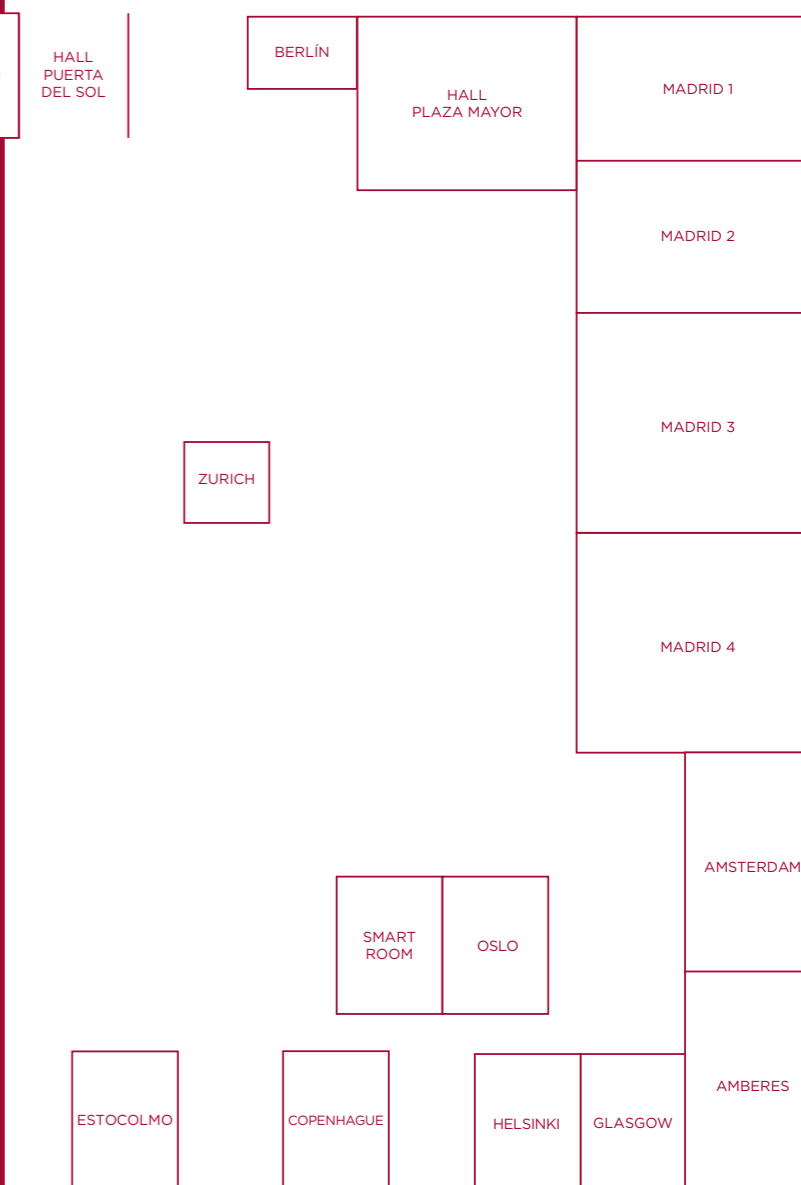 HALL
PUERTA
DEL SOL
BERLÍN
HALL
PLAZA MAYOR
MADRID 1
MADRID 2
MADRID 3
ZURICH
MADRID 4
AMSTERDAM
SMART
ROOM
OSLO
AMBERES
ESTOCOLMO
COPENHAGUE
HELSINKI
GLASGOW